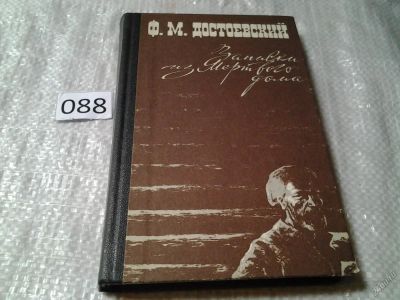 Ф. М. ДОСТОЕВСКИЙ
Записки
из Мертвого
дома
088